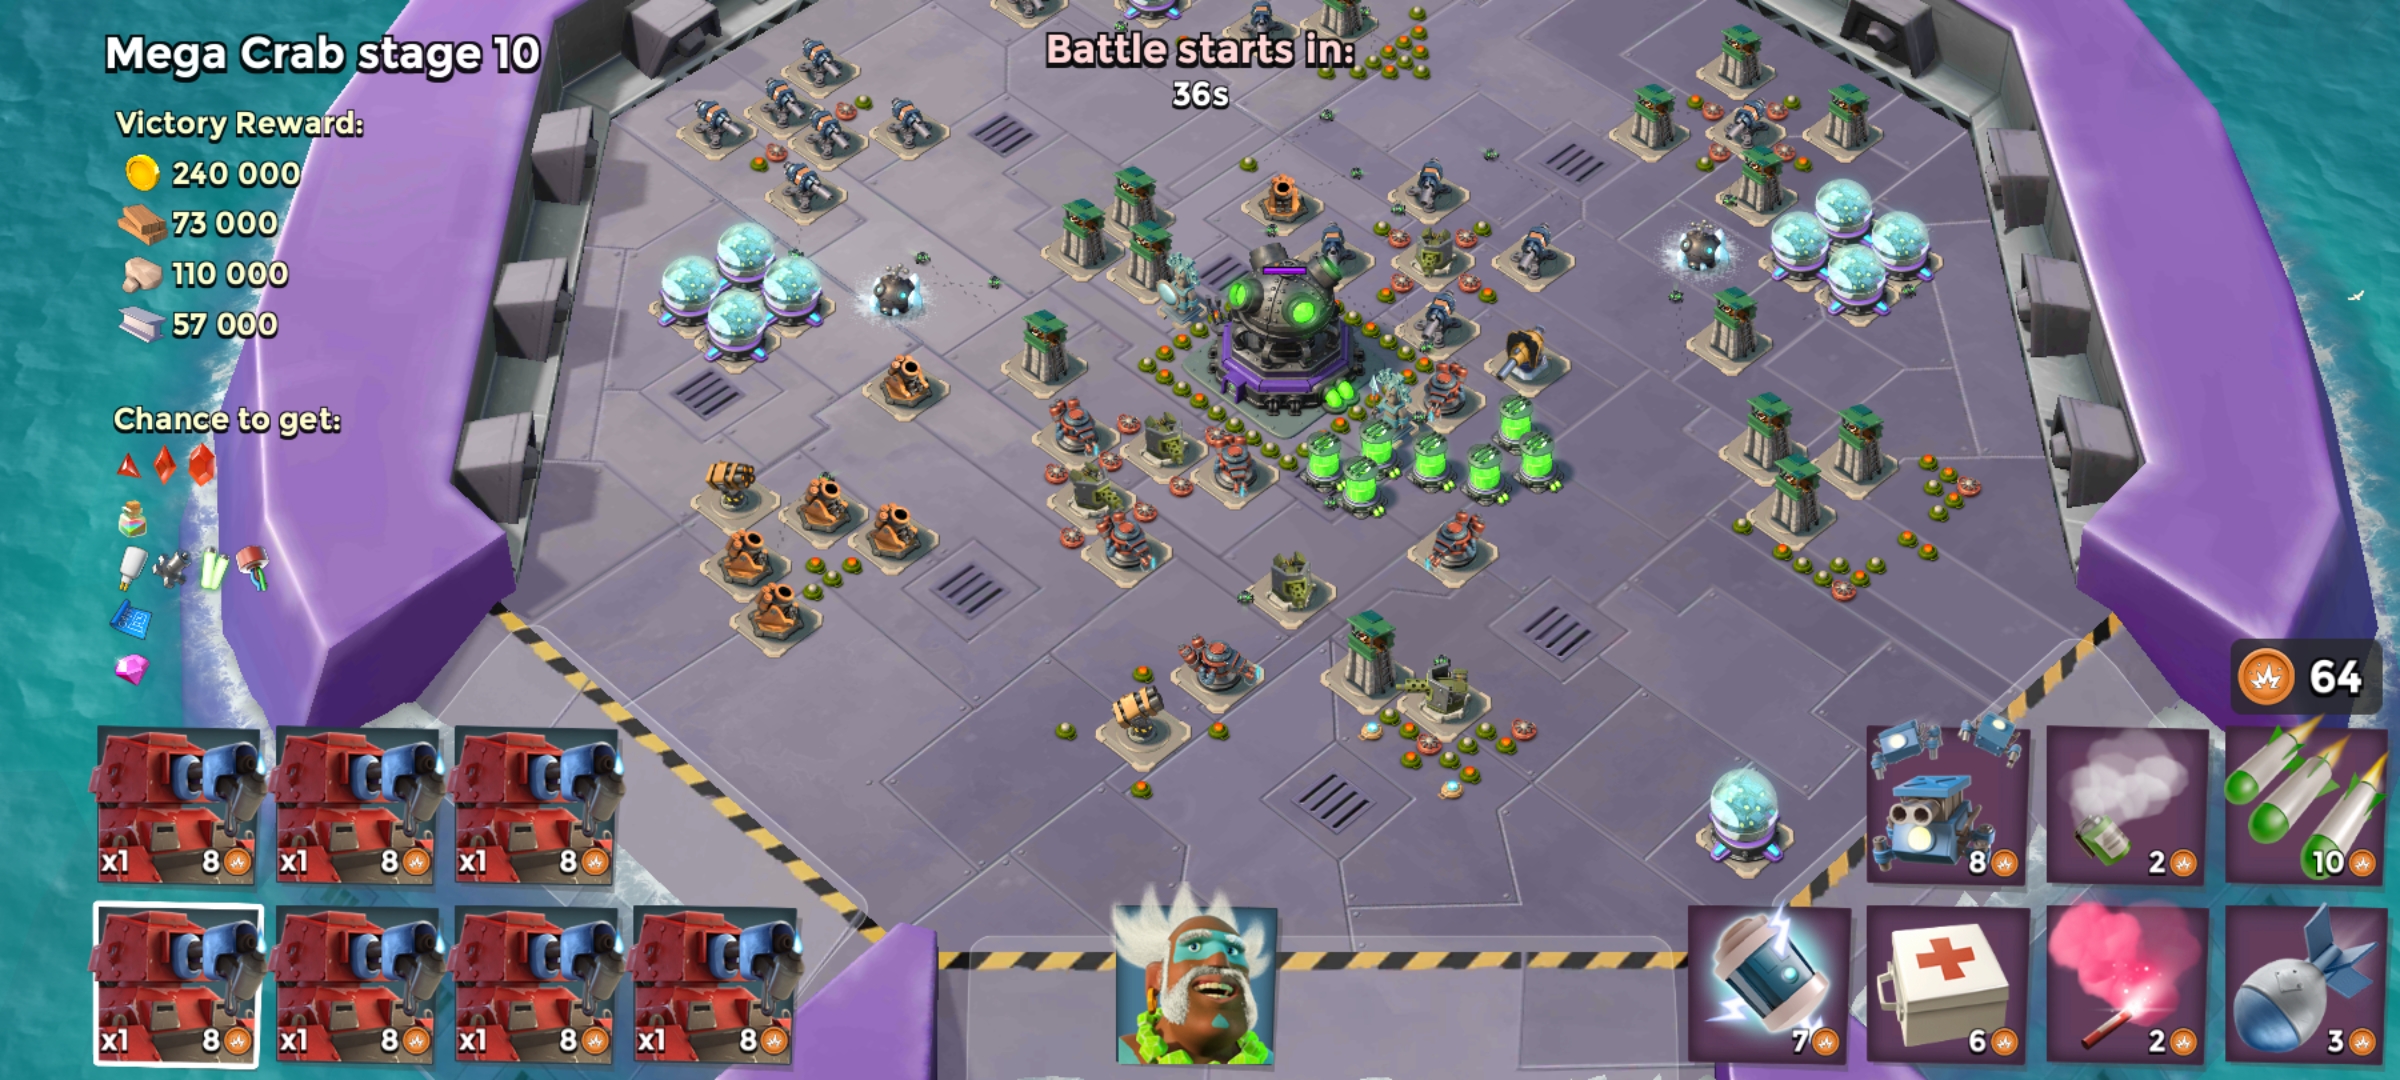 Mega Crab stage 10
Battle starts in:
36s
Victory Reward:
240 000
73 000
110 000
57 000
Chance to get:
64
x1 8
x1 8
x1 8
8
2
10
x1 8
x1 8
x1 8
x1 8
7
6
2
3